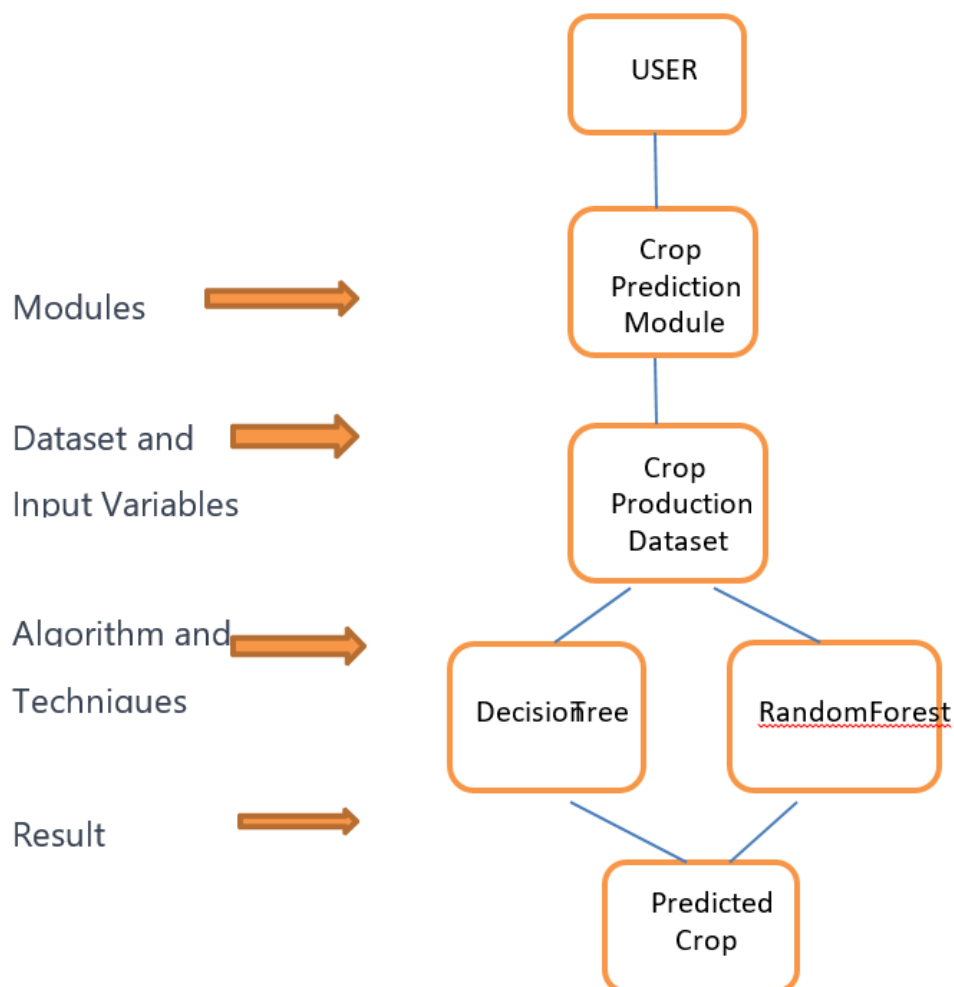 USER
Crop
Prediction
Module
Modules
Dataset and
Input Variables
Crop
Production
Dataset
Algorithm and
Techniques
DecisionTree
RandomForest
Result
Predicted
Crop